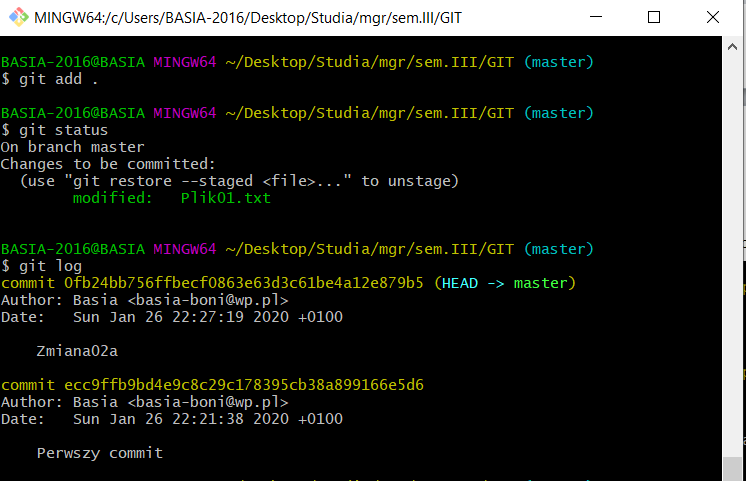 MINGW64:/c/Users/BASIA-2016/Desktop/Studia/mgr/sem.III/GIT
BASIA-2016@BASIA MINGW64 ~/Desktop/Studia/mgr/sem.III/GIT (master)
$ git add .
BASIA-2016@BASIA MINGW64 ~/Desktop/Studia/mgr/sem.III/GIT (master)
$ git status
On branch master
Changes to be committed:
  (use "git restore --staged <file>..." to unstage)
        modified:   Plik01.txt
BASIA-2016@BASIA MINGW64 ~/Desktop/Studia/mgr/sem.III/GIT (master)
$ git log
commit 0fb24bb756ffbecf0863e63d3c61be4a12e879b5 (HEAD -> master)
Author: Basia <basia-boni@wp.pl>
Date:   Sun Jan 26 22:27:19 2020 +0100
    Zmiana02a
commit ecc9ffb9bd4e9c8c29c178395cb38a899166e5d6
Author: Basia <basia-boni@wp.pl>
Date:   Sun Jan 26 22:21:38 2020 +0100
    Perwszy commit